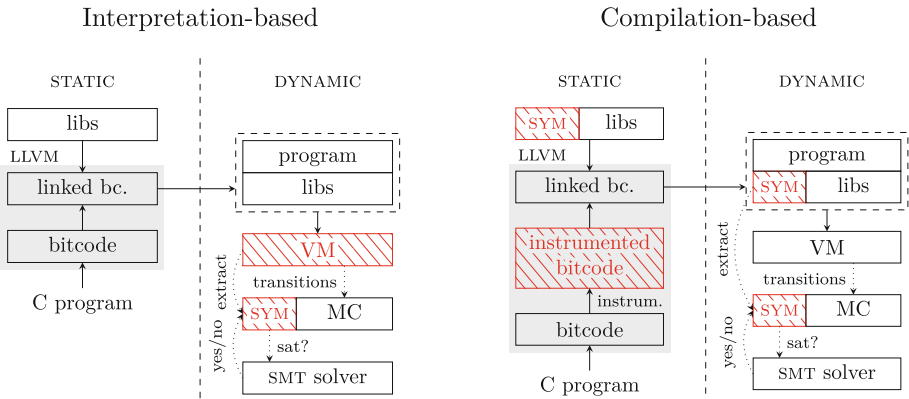 Interpretation-based
STATIC
DYNAMIC
libs
LLVM
linked bc.
bitcode
C program
program
libs
VM
extract
transitions
SYM
MC
yes/no
sat?
SMT solver
Compilation-based
STATIC
DYNAMIC
SYM
libs
LLVM
linked bc.
instrumented
bitcode
instrum.
bitcode
C program
program
SYM
libs
VM
extract
transitions
SYM
MC
yes/no
sat?
SMT solver